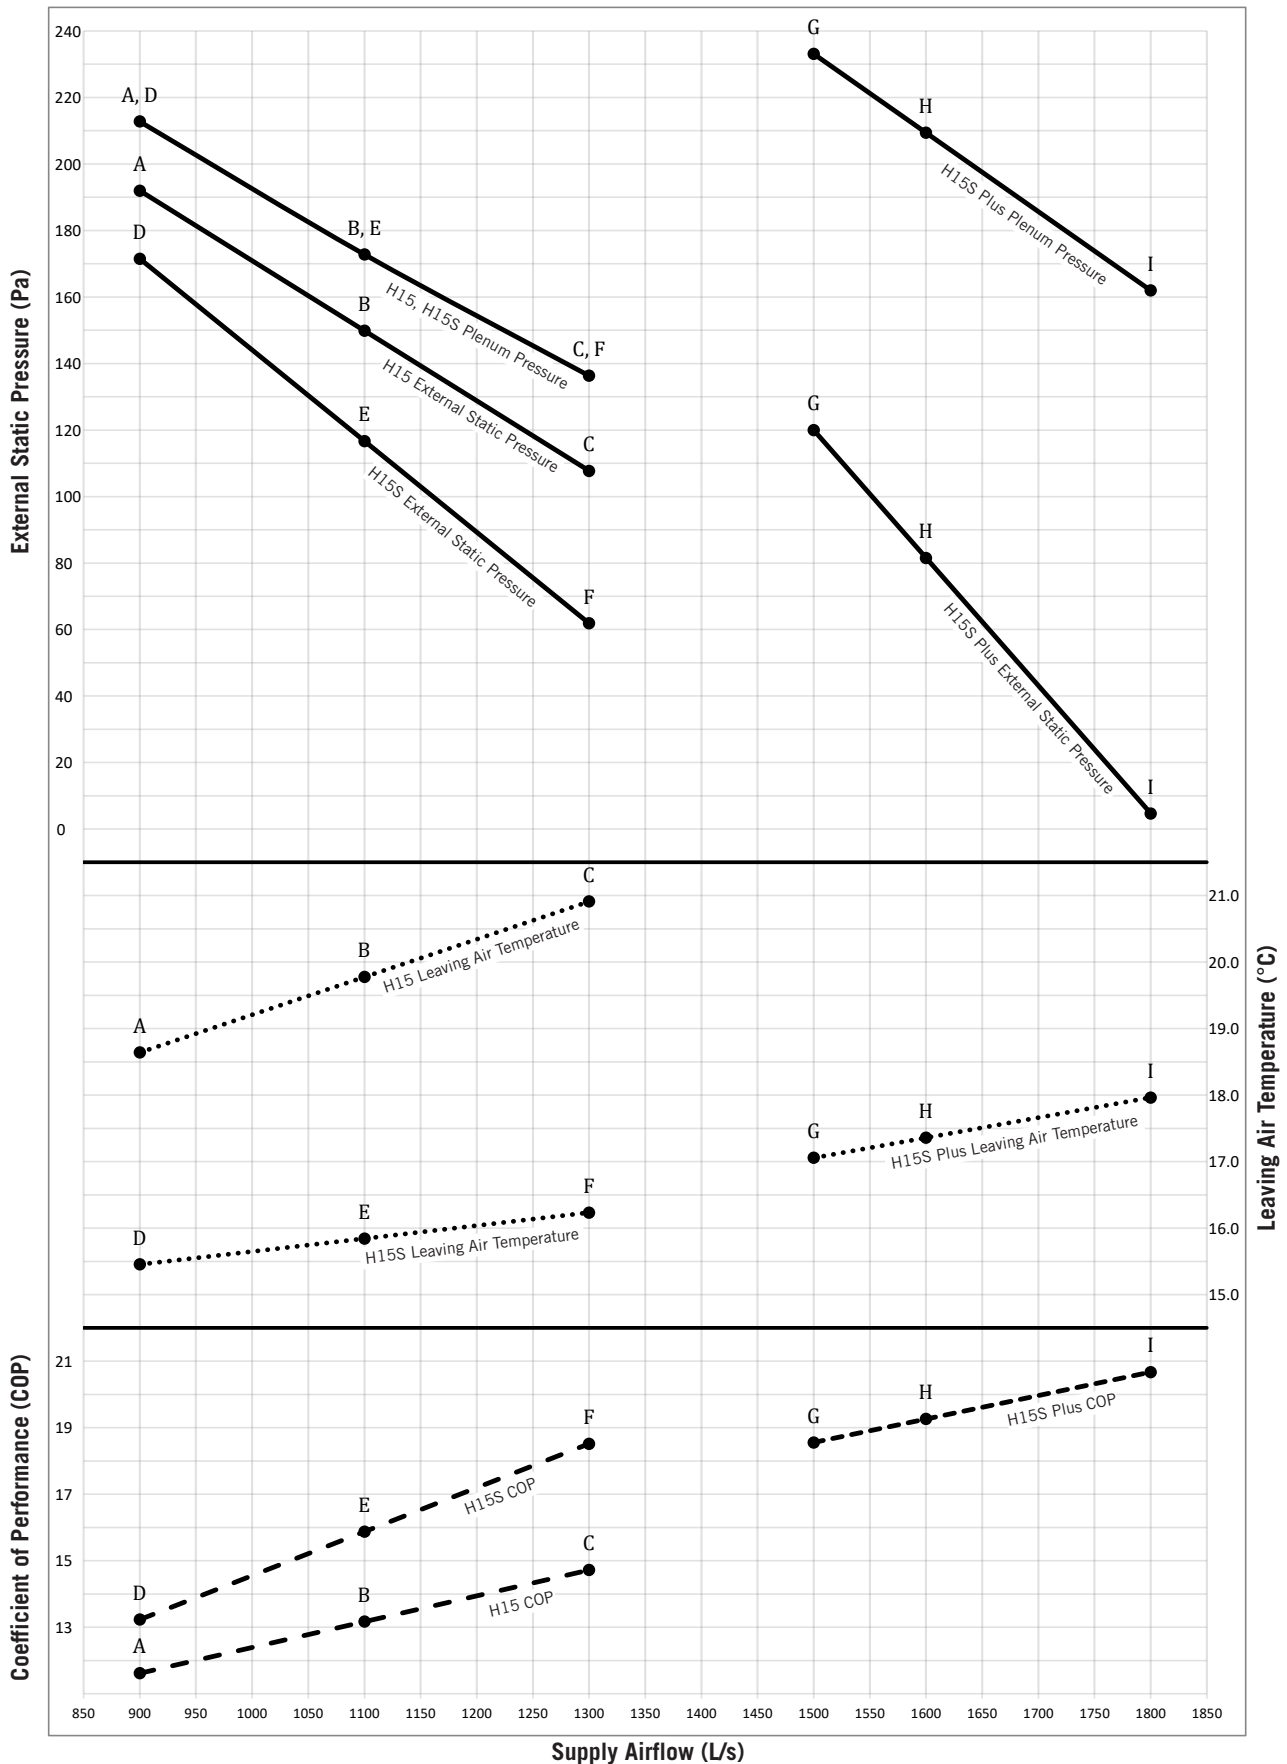 External Static Pressure (Pa)
240
220
200
180
160
140
120
100
80
60
40
20
0
A, D
B, E
C, F
H15, H15S Plenum Pressure
A
B
C
H15 External Static Pressure
D
E
F
H15S External Static Pressure
G
H
I
H15S Plus Plenum Pressure
G
H
I
H15S Plus External Static Pressure
Leaving Air Temperature (°C)
21.0
20.0
19.0
18.0
17.0
16.0
15.0
A
B
C
H15 Leaving Air Temperature
D
E
F
H15S Leaving Air Temperature
G
H
I
H15S Plus Leaving Air Temperature
Coefficient of Performance (COP)
21
19
17
15
13
D
E
F
H15S COP
A
B
C
H15 COP
G
H
I
H15S Plus COP
850 900 950 1000 1050 1100 1150 1200 1250 1300 1350 1400 1450 1500 1550 1600 1650 1700 1750 1800 1850
Supply Airflow (L/s)